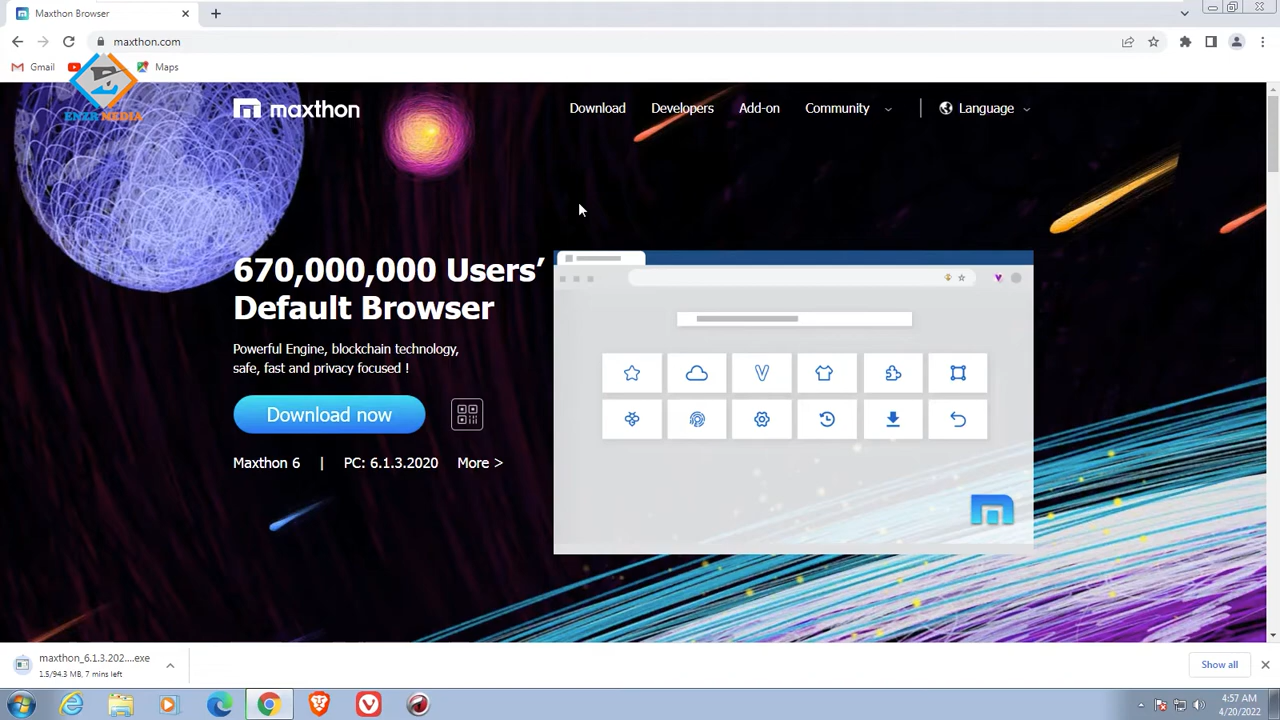 Maxthon Browser
maxthon.com
Gmail
Maps
ENZR MEDIA
maxthon
Download
Developers
Add-on
Community
Language
670,000,000 Users’
Default Browser
Powerful Engine, blockchain technology,
safe, fast and privacy focused !
Download now
Maxthon 6 | PC: 6.1.3.2020 More >
maxthon_6.1.3.202....exe
1.5/94.3 MB, 7 mins left
Show all
4:57 AM
4/20/2022